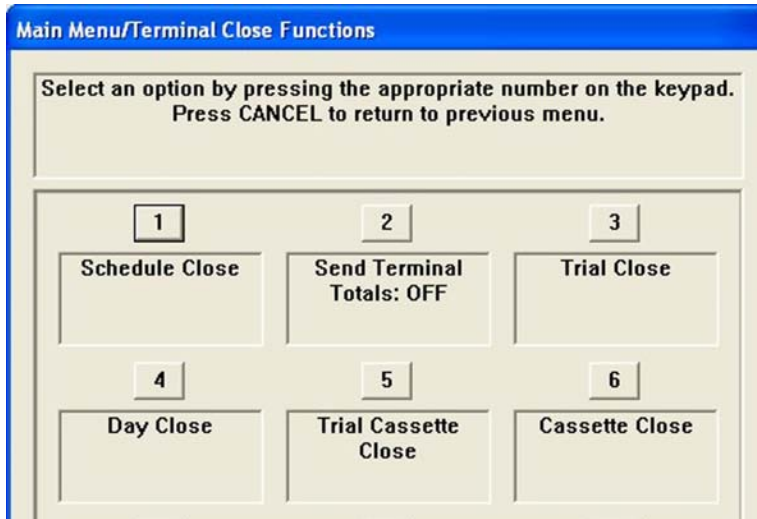 Main Menu/Terminal Close Functions
Select an option by pressing the appropriate number on the keypad.
Press CANCEL to return to previous menu.
1
2
3
Schedule Close
Send Terminal
Totals: OFF
Trial Close
4
5
6
Day Close
Trial Cassette
Close
Cassette Close